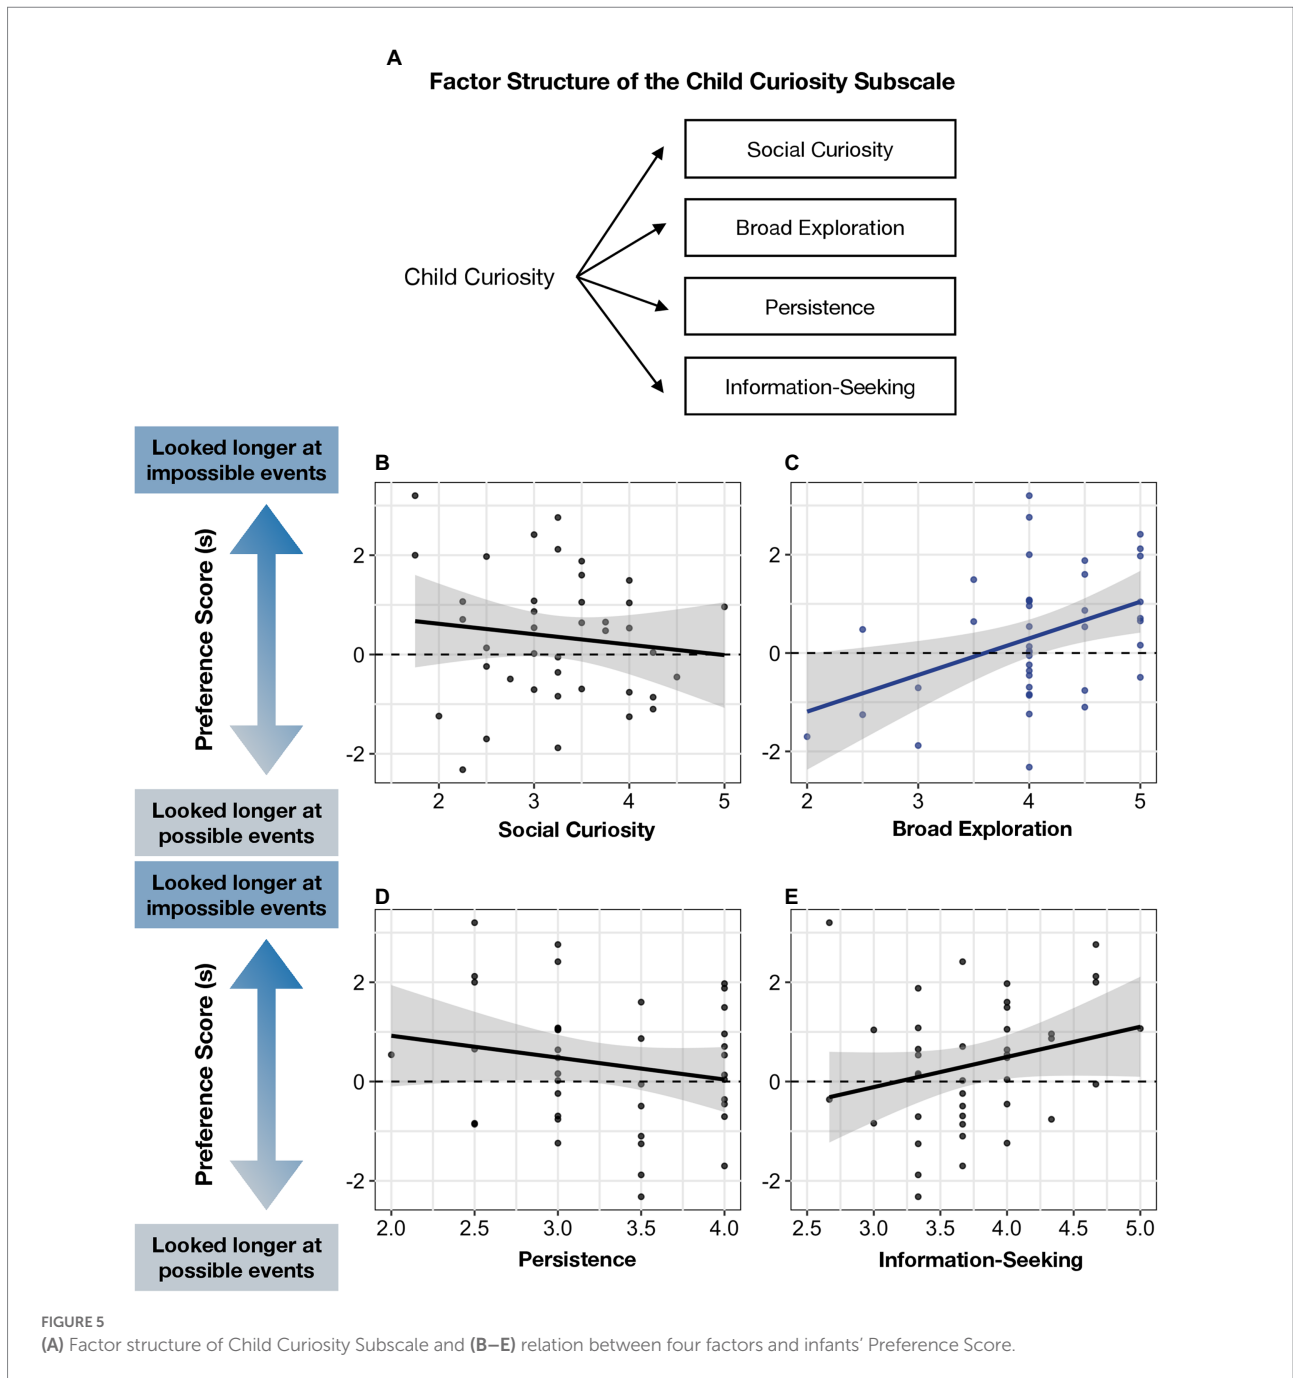 A
Factor Structure of the Child Curiosity Subscale
Social Curiosity
Broad Exploration
Child Curiosity
Persistence
Information-Seeking
Looked longer at
impossible events
Preference Score (s)
Looked longer at
possible events
B
2
0
-2
2 3 4 5
Social Curiosity
C
2
0
-2
2 3 4 5
Broad Exploration
Looked longer at
impossible events
Preference Score (s)
Looked longer at
possible events
D
2
0
-2
2.0 2.5 3.0 3.5 4.0
Persistence
E
2
0
-2
2.5 3.0 3.5 4.0 4.5 5.0
Information-Seeking
FIGURE 5
(A) Factor structure of Child Curiosity Subscale and (B–E) relation between four factors and infants’ Preference Score.